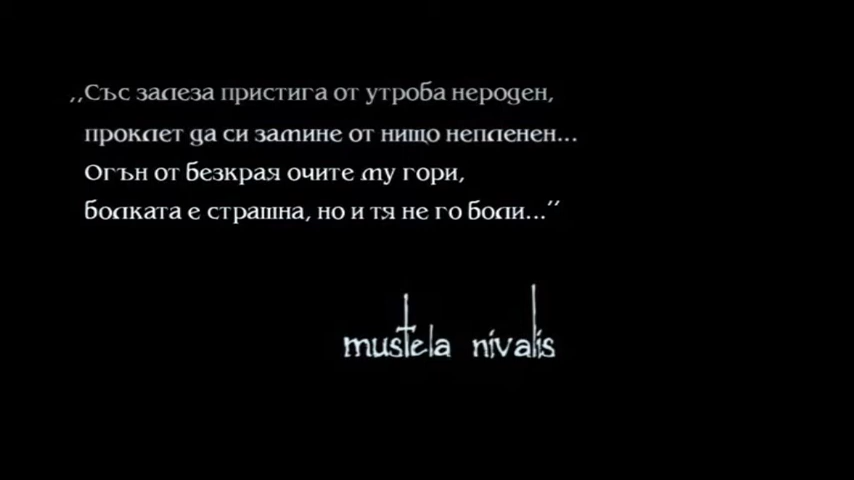 ,,Със залеза пристига от утроба нероден,
проклет да си замине от нищо непленен...
Огън от безкрая очите му гори,
болката е страшна, но и тя не го боли...’’
mustela nivalis